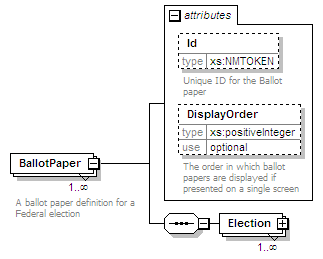 attributes
Id
type xs:NMTOKEN
Unique ID for the Ballot
paper
DisplayOrder
type xs:positiveInteger
use optional
The order in which ballot
papers are displayed if
presented on a single screen
BallotPaper
1..∞
A ballot paper definition for a
Federal election
Election
1..∞